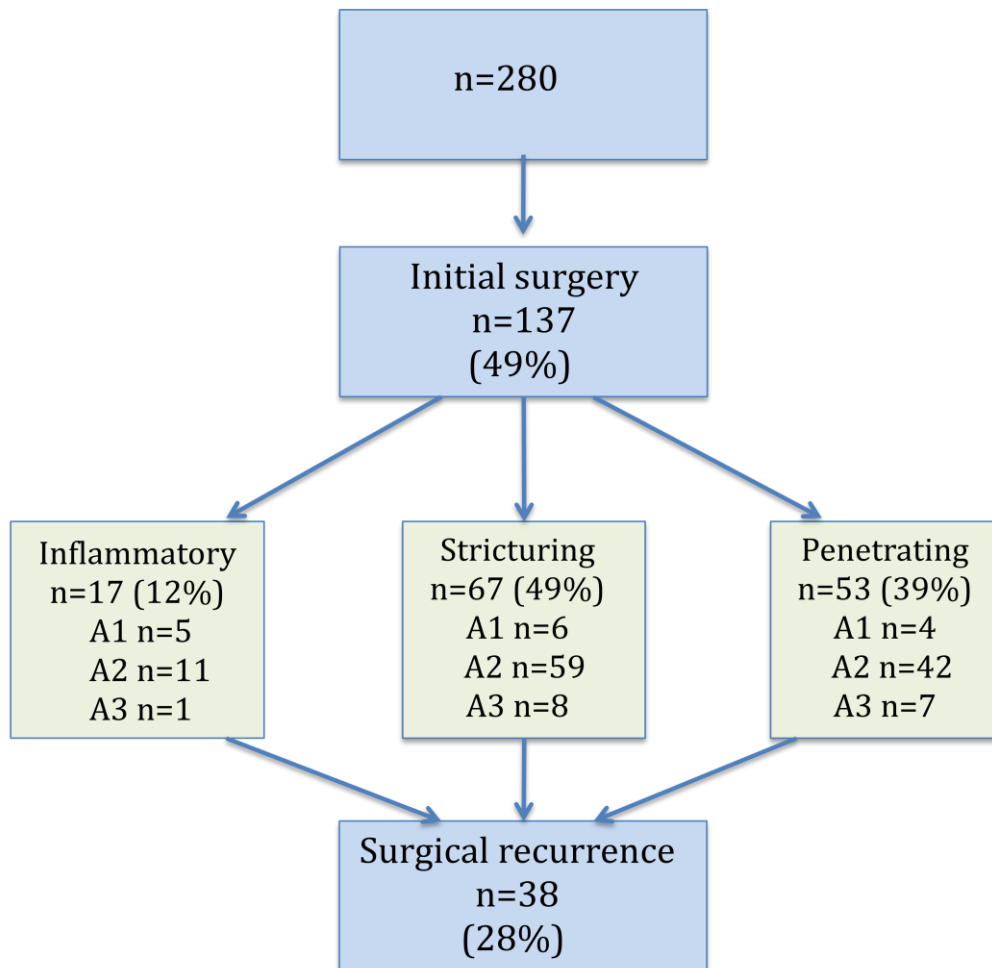 n=280
Initial surgery
n=137
(49%)
Inflammatory
n=17 (12%)
A1 n=5
A2 n=11
A3 n=1
Stricturing
n=67 (49%)
A1 n=6
A2 n=59
A3 n=8
Penetrating
n=53 (39%)
A1 n=4
A2 n=42
A3 n=7
Surgical recurrence
n=38
(28%)